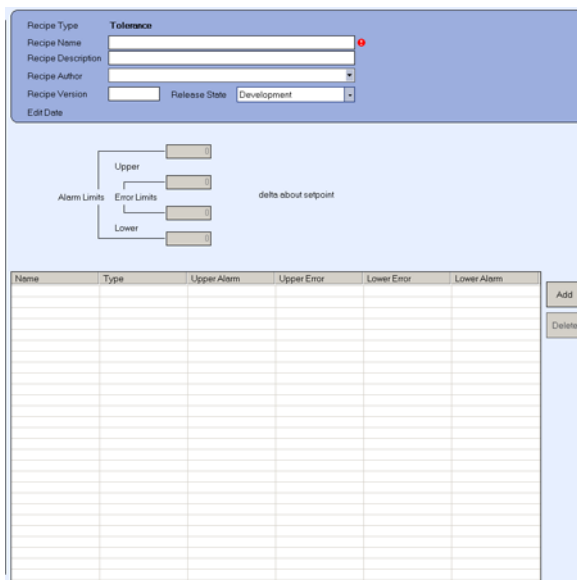 Recipe Type Tolerance
Recipe Name
Recipe Description
Recipe Author
Recipe Version Release State Development
Edit Date
0
Upper
0
Alarm Limits Error Limits delta about setpoint
0
Lower
0
Name Type Upper Alarm Upper Error Lower Error Lower Alarm
Add
Delete